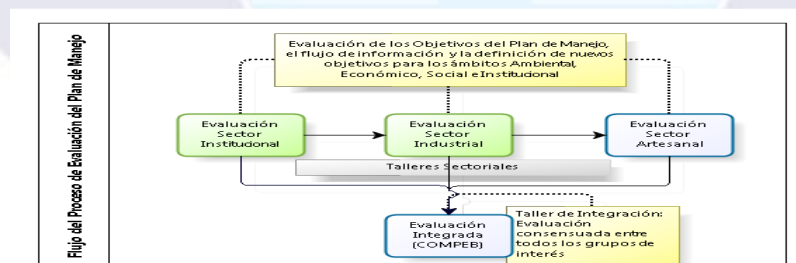 Flujo del Proceso de Evaluación del Plan de Manejo
Evaluación de los Objetivos del Plan de Manejo,
el flujo de información y la definición de nuevos
objetivos para los ámbitos Ambiental,
Económico, Social e Institucional
Evaluación
Sector
Institucional
Evaluación
Sector
Industrial
Evaluación
Sector
Artesanal
Talleres Sectoriales
Evaluación
Integrada
(COMPEB)
Taller de Integración:
Evaluación
consensuada entre
todos los grupos de
interés